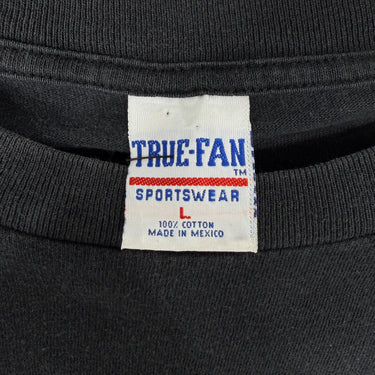 TRUE-FAN
TM
SPORTSWEAR
L
100% COTTON
MADE IN MEXICO